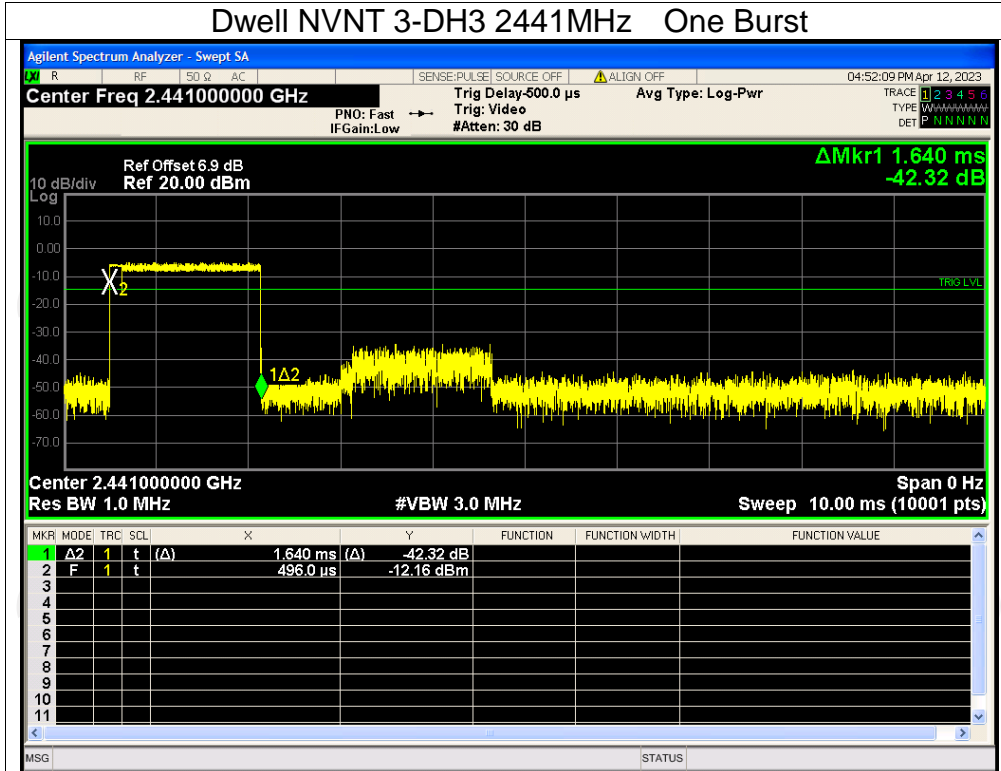 Dwell NVNT 3-DH3 2441MHz One Burst
Agilent Spectrum Analyzer - Swept SA
LXI R RF 50 Ω AC SENSE:PULSE SOURCE OFF ALIGN OFF 04:52:09 PM Apr 12, 2023
Center Freq 2.441000000 GHz Trig Delay-500.0 µs Avg Type: Log-Pwr TRACE 1 2 3 4 5 6
PNO: Fast Trig: Video TYPE WWWWWW
IFGain:Low #Atten: 30 dB DET P N N N N N
ΔMkr1 1.640 ms
-42.32 dB
Ref Offset 6.9 dB
10 dB/div Ref 20.00 dBm
Log
10.0
0.00
-10.0
X2
TRIG LVL
-20.0
-30.0
-40.0
1Δ2
-50.0
-60.0
-70.0
Center 2.441000000 GHz Span 0 Hz
Res BW 1.0 MHz #VBW 3.0 MHz Sweep 10.00 ms (10001 pts)
MKR MODE TRC SCL X Y FUNCTION FUNCTION WIDTH FUNCTION VALUE
1 Δ2 1 t (Δ) 1.640 ms (Δ) -42.32 dB
2 F 1 t 496.0 µs -12.16 dBm
3
4
5
6
7
8
9
10
11
MSG STATUS